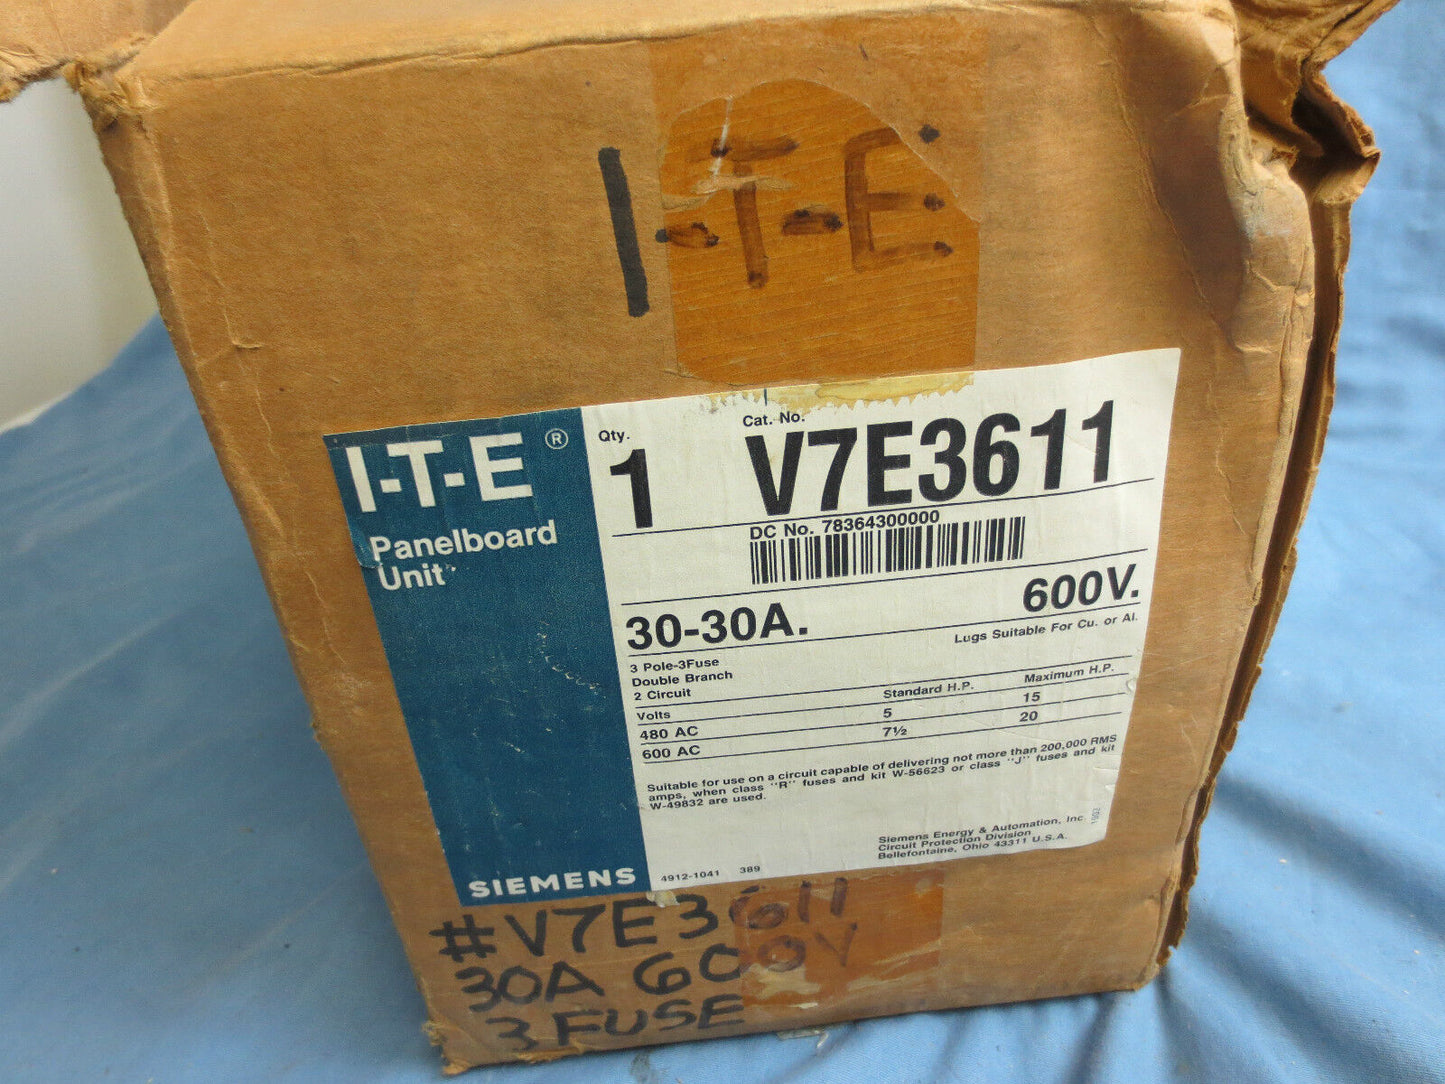 I-T-E
I-T-E®
Panelboard
Unit
SIEMENS
Qty.
1
Cat. No.
V7E3611
DC No. 78364300000
30-30A.
600V.
Lugs Suitable For Cu. or Al.
3 Pole-3Fuse
Double Branch
2 Circuit
Volts Standard H.P. Maximum H.P.
480 AC 5 15
600 AC 7½ 20
Suitable for use on a circuit capable of delivering not more than 200,000 RMS
amps, when class "R" fuses and kit W-56623 or class "J" fuses and kit
W-49832 are used.
Siemens Energy & Automation, Inc.
Circuit Protection Division
Bellefontaine, Ohio 43311 U.S.A.
4912-1041 389
#V7E3611
30A 600V
3 FUSE